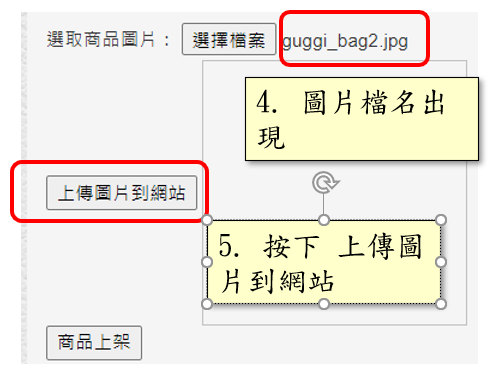 選取商品圖片： 選擇檔案 guggi_bag2.jpg
4. 圖片檔名出
現
上傳圖片到網站
5. 按下 上傳圖
片到網站
商品上架